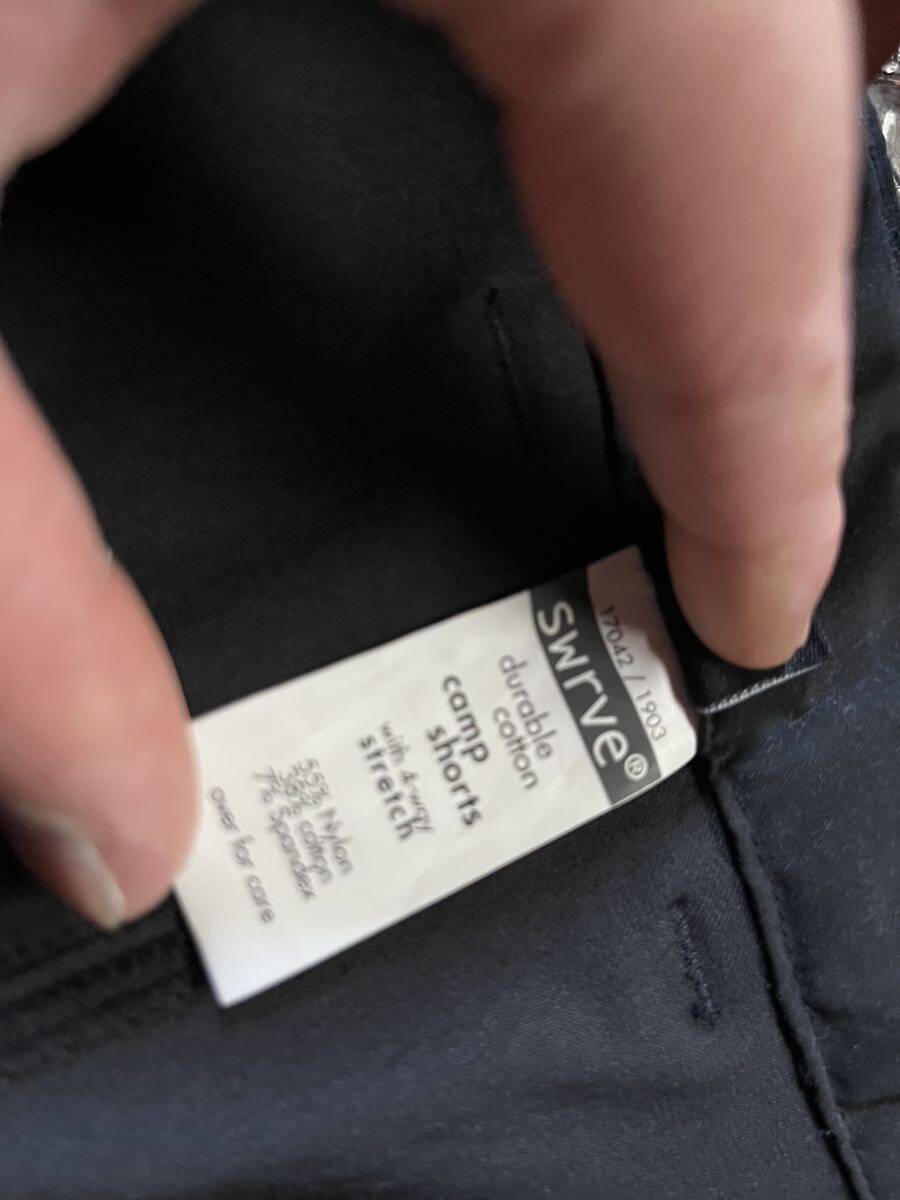 17042 / 1903
swrve®
durable
cotton
camp
shorts
with 4-way
stretch
55% Nylon
38% cotton
7% Spandex
over for care